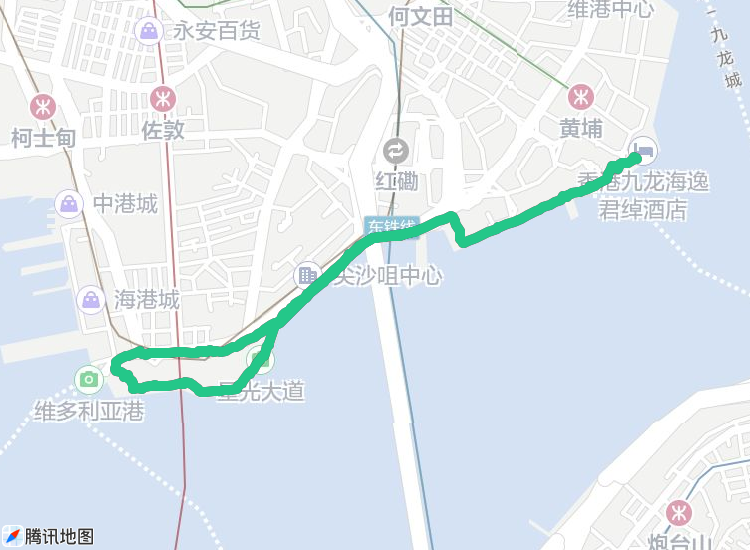 何文田
维港中心
永安百货
九龙城
柯士甸
佐敦
黄埔
红磡
中港城
香港九龙海逸
君绰酒店
东铁线
尖沙咀中心
海港城
星光大道
维多利亚港
炮台山
腾讯地图